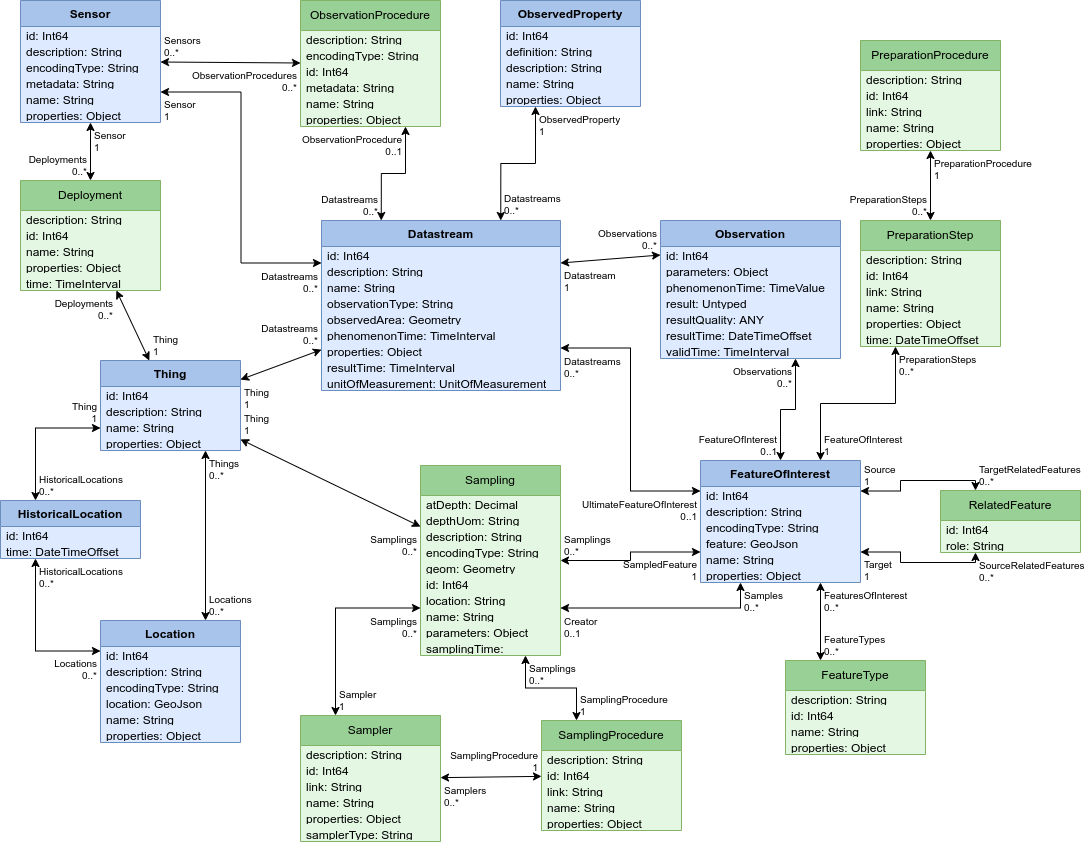 Sensor
id: Int64
description: String
encodingType: String
metadata: String
name: String
properties: Object
Sensors
0..*
ObservationProcedures
0..*
Sensor
1
ObservationProcedure
description: String
encodingType: String
id: Int64
metadata: String
name: String
properties: Object
ObservedProperty
id: Int64
definition: String
description: String
name: String
properties: Object
PreparationProcedure
description: String
id: Int64
link: String
name: String
properties: Object
Sensor
1
Deployments
0..*
ObservationProcedure
0..1
Datastreams
0..*
ObservedProperty
1
Datastreams
0..*
PreparationProcedure
1
PreparationSteps
0..*
Deployment
description: String
id: Int64
name: String
properties: Object
time: TimeInterval
Deployments
0..*
Thing
1
Datastreams
0..*
Datastreams
0..*
Datastream
id: Int64
description: String
name: String
observationType: String
observedArea: Geometry
phenomenonTime: TimeInterval
properties: Object
resultTime: TimeInterval
unitOfMeasurement: UnitOfMeasurement
Observations
0..*
Datastream
1
Datastreams
0..*
Observation
id: Int64
parameters: Object
phenomenonTime: TimeValue
result: Untyped
resultQuality: ANY
resultTime: DateTimeOffset
validTime: TimeInterval
PreparationStep
description: String
id: Int64
link: String
name: String
properties: Object
time: DateTimeOffset
PreparationSteps
0..*
Observations
0..*
FeatureOfInterest
0..1
FeatureOfInterest
1
Thing
id: Int64
description: String
name: String
properties: Object
Thing
1
Thing
1
Thing
1
Things
0..*
HistoricalLocations
0..*
HistoricalLocation
id: Int64
time: DateTimeOffset
HistoricalLocations
0..*
Locations
0..*
Locations
0..*
Location
id: Int64
description: String
encodingType: String
location: GeoJson
name: String
properties: Object
Sampling
atDepth: Decimal
depthUom: String
description: String
encodingType: String
geom: Geometry
id: Int64
location: String
name: String
parameters: Object
samplingTime:
Samplings
0..*
Samplings
0..*
UltimateFeatureOfInterest
0..1
Samplings
0..*
SampledFeature
1
Samples
0..*
Creator
0..1
FeatureOfInterest
id: Int64
description: String
encodingType: String
feature: GeoJson
name: String
properties: Object
Source
1
TargetRelatedFeatures
0..*
RelatedFeature
id: Int64
role: String
Target
1
SourceRelatedFeatures
0..*
FeaturesOfInterest
0..*
FeatureTypes
0..*
FeatureType
description: String
id: Int64
name: String
properties: Object
Samplings
0..*
SamplingProcedure
1
Sampler
1
Sampler
description: String
id: Int64
link: String
name: String
properties: Object
samplerType: String
SamplingProcedure
1
Samplers
0..*
SamplingProcedure
description: String
id: Int64
link: String
name: String
properties: Object